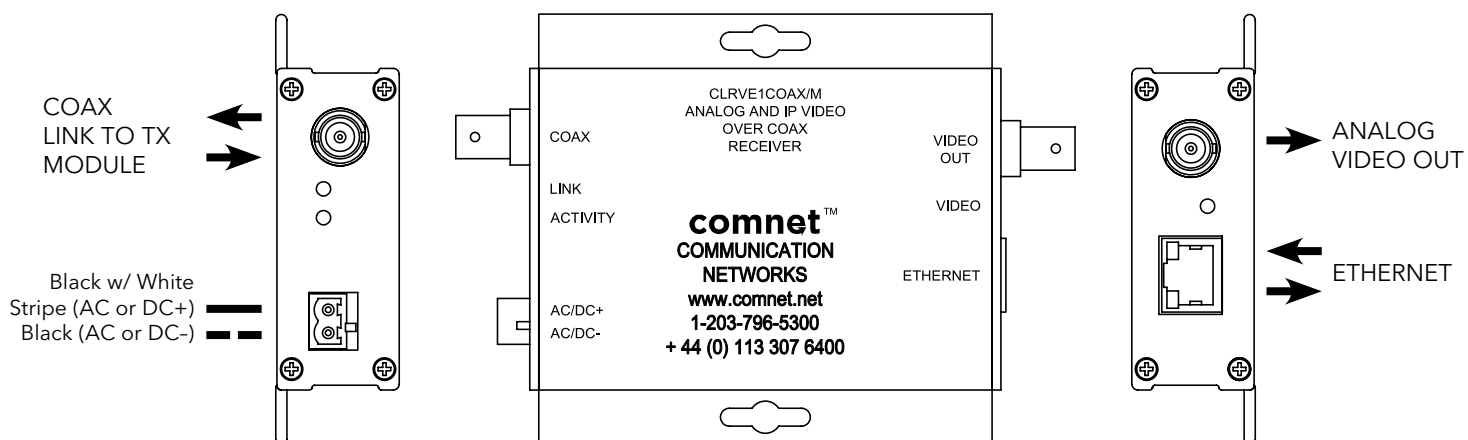 COAX
LINK TO TX
MODULE
Black w/ White
Stripe (AC or DC+)
Black (AC or DC–)
COAX
LINK
ACTIVITY
AC/DC+
AC/DC-
CLRVE1COAX/M
ANALOG AND IP VIDEO
OVER COAX
RECEIVER
comnet™
COMMUNICATION
NETWORKS
www.comnet.net
1-203-796-5300
+ 44 (0) 113 307 6400
VIDEO
OUT
VIDEO
ETHERNET
ANALOG
VIDEO OUT
ETHERNET